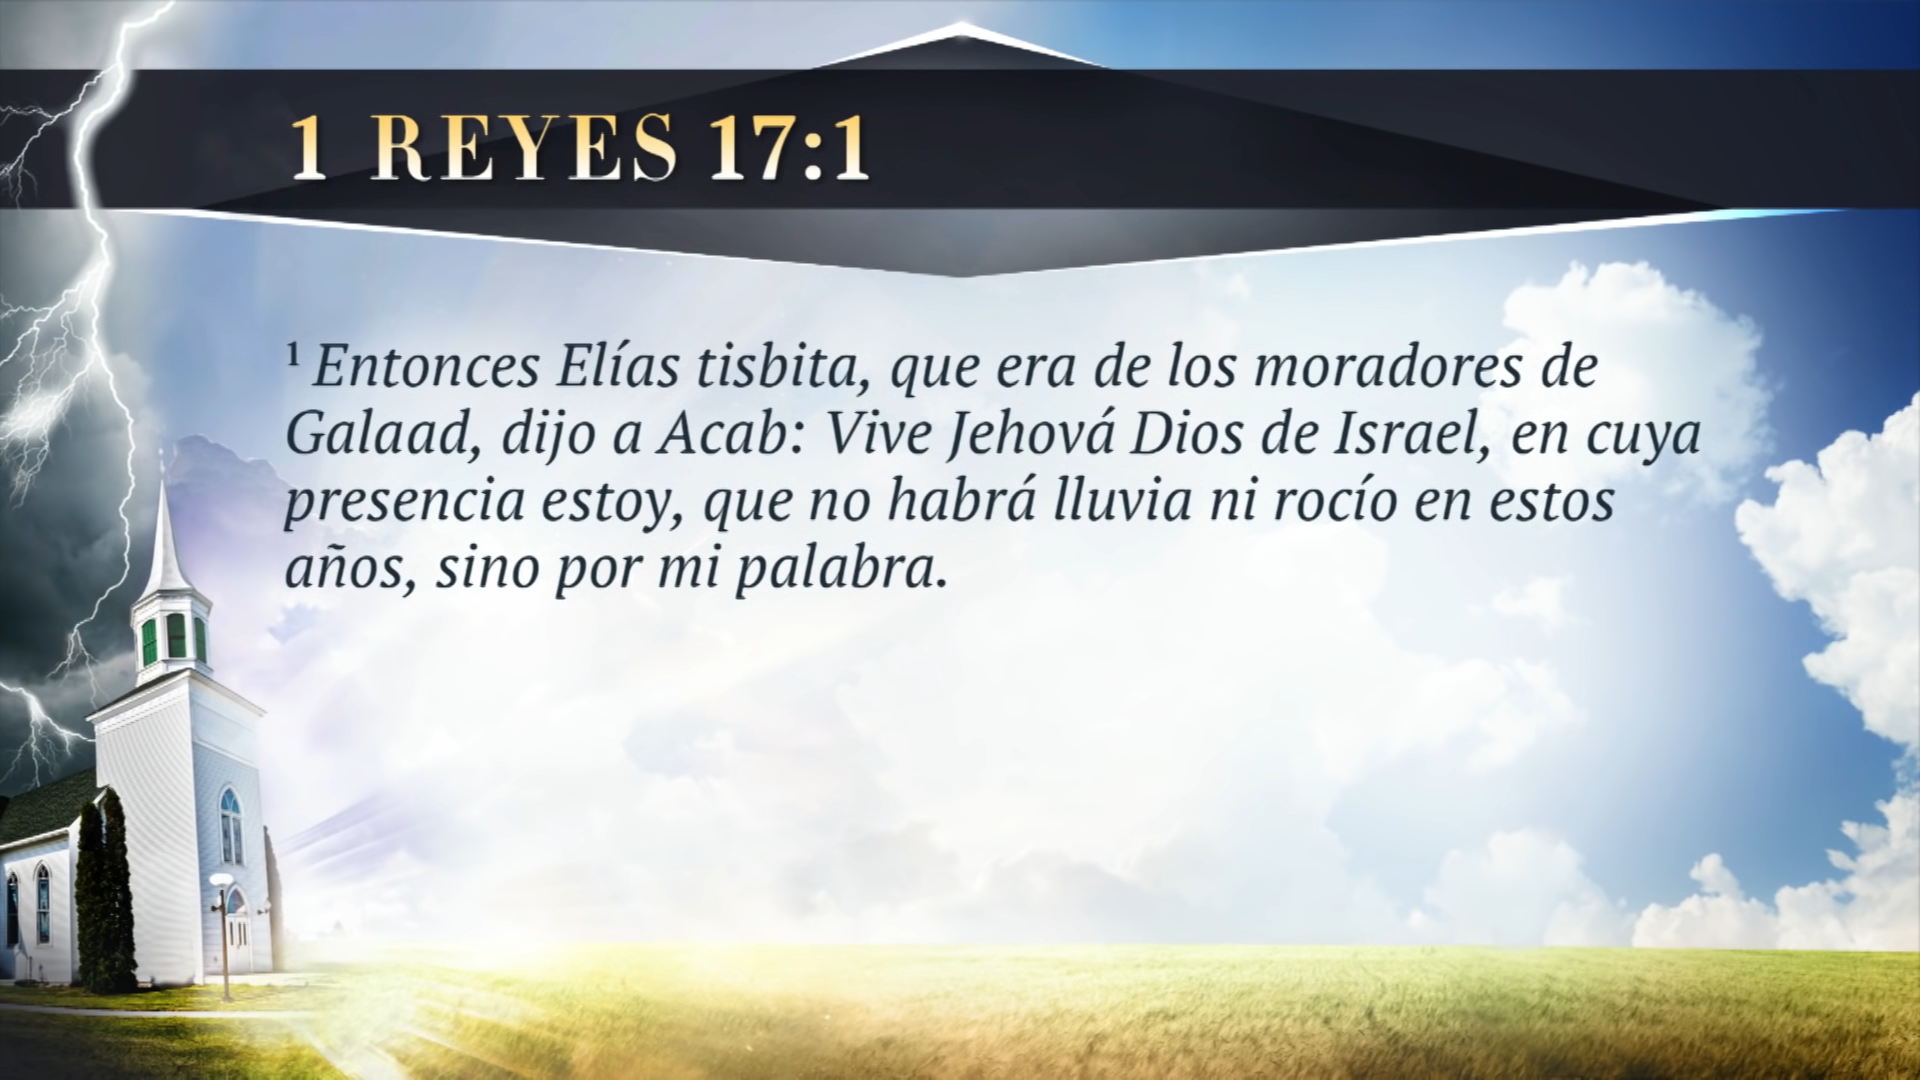 1 REYES 17:1
¹ Entonces Elías tisbita, que era de los moradores de
Galaad, dijo a Acab: Vive Jehová Dios de Israel, en cuya
presencia estoy, que no habrá lluvia ni rocío en estos
años, sino por mi palabra.